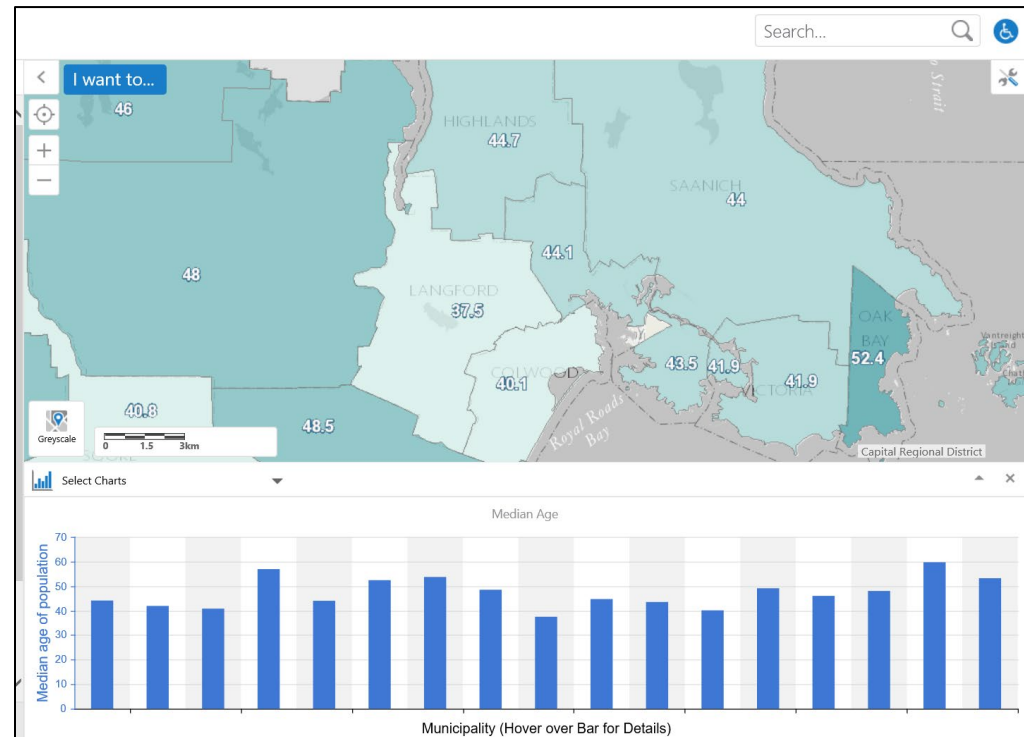 Search...
I want to...
46
HIGHLANDS
44.7
SAANICH
44
o Strait
44.1
48
LANGFORD
37.5
OAK
BAY
52.4
COLWOOD
40.1
43.5
41.9
41.9
VICTORIA
Royal Roads
Bay
40.8
48.5
Greyscale
0 1.5 3km
Capital Regional District
Select Charts
Median Age
Median age of population
70
60
50
40
30
20
10
0
Municipality (Hover over Bar for Details)